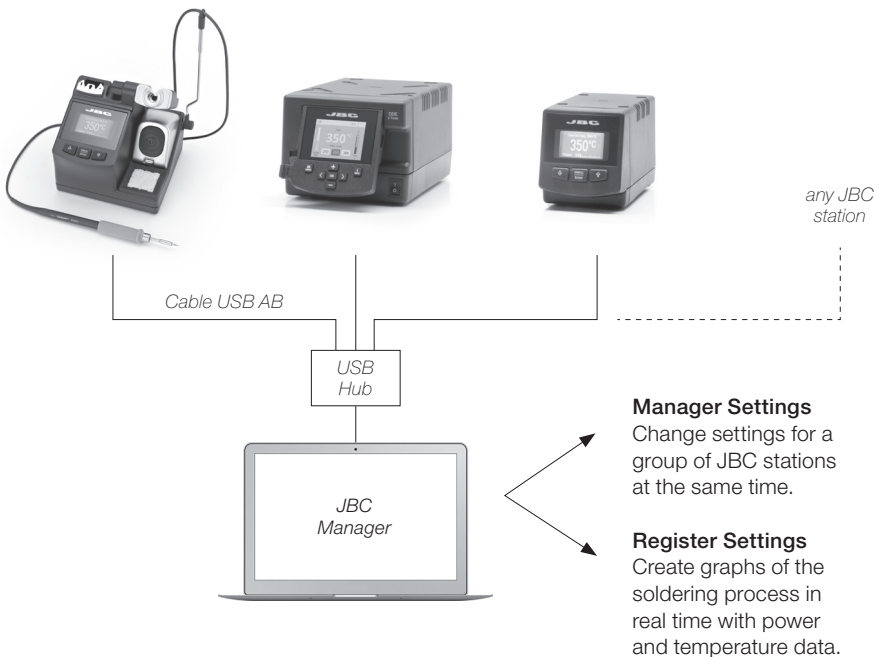 JBC
350°C
JBC
350°
JBC
350°C
any JBC
station
Cable USB AB
USB
Hub
JBC
Manager
Manager Settings
Change settings for a
group of JBC stations
at the same time.
Register Settings
Create graphs of the
soldering process in
real time with power
and temperature data.